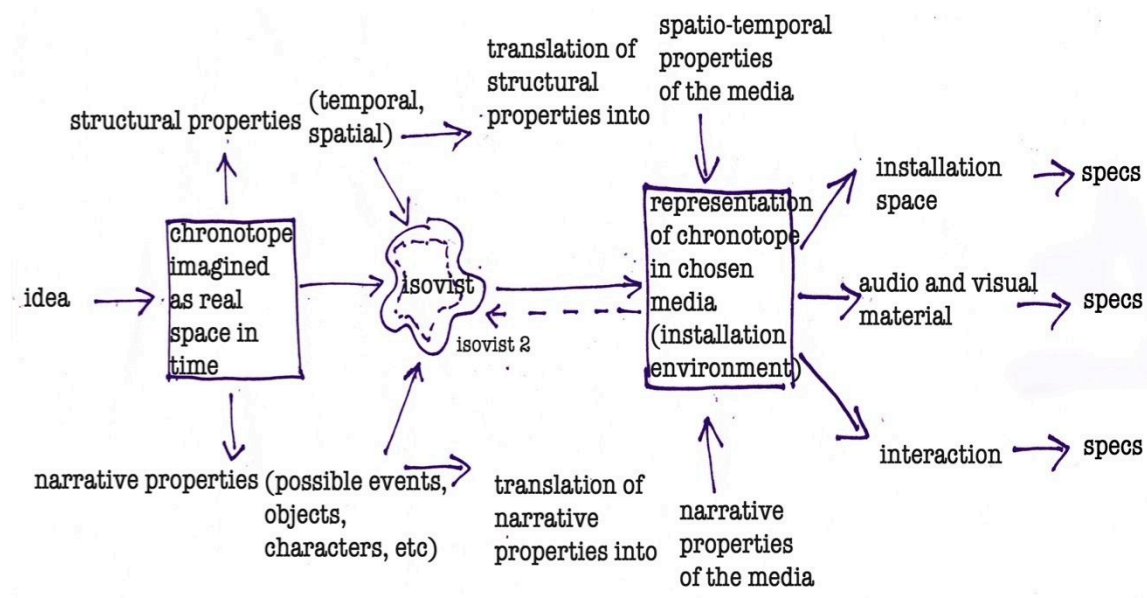 spatio-temporal
properties
of the media
translation of
structural
properties into
(temporal,
spatial)
structural properties
installation
space
specs
representation
of chronotope
in chosen
media
(installation
environment)
chronotope
imagined
as real
space in
time
idea
isovist
isovist 2
audio and visual
material
specs
interaction
specs
narrative properties
(possible events,
objects,
characters, etc)
translation of
narrative
properties into
narrative
properties
of the media